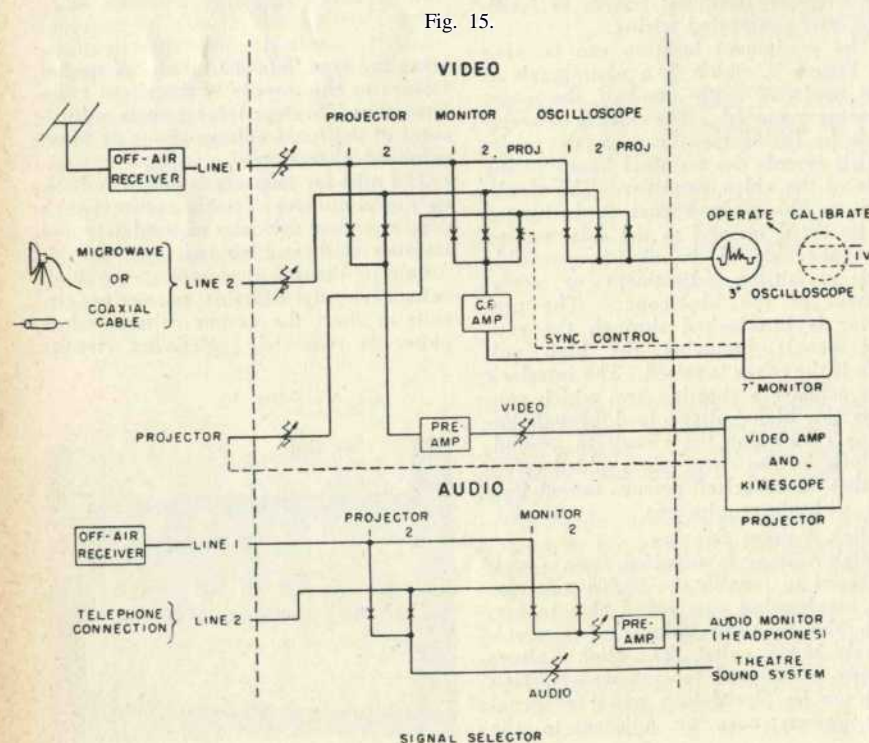 Fig. 15.
VIDEO
PROJECTOR MONITOR OSCILLOSCOPE
1 2 1 2 PROJ. 1 2 PROJ
OFF-AIR
RECEIVER
LINE 1
OPERATE CALIBRATE
MICROWAVE
OR
COAXIAL
CABLE
LINE 2
1 V
3" OSCILLOSCOPE
C.F.
AMP
SYNC CONTROL
7" MONITOR
VIDEO
PROJECTOR
PRE-
AMP
VIDEO AMP
AND
KINESCOPE
PROJECTOR
AUDIO
PROJECTOR
1 2
MONITOR
1 2
OFF-AIR
RECEIVER
LINE 1
TELEPHONE
CONNECTION
LINE 2
PRE-
AMP.
AUDIO MONITOR
(HEADPHONES)
THEATRE
SOUND SYSTEM
AUDIO
SIGNAL SELECTOR